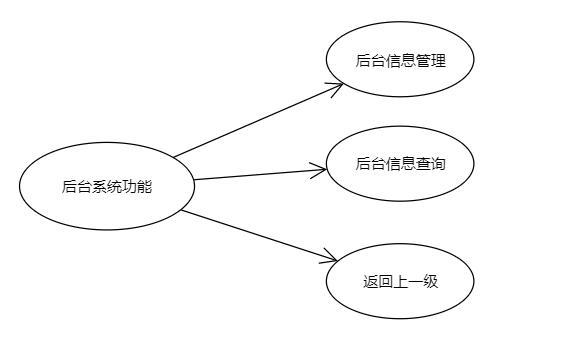 后台信息管理
后台系统功能
后台信息查询
返回上一级